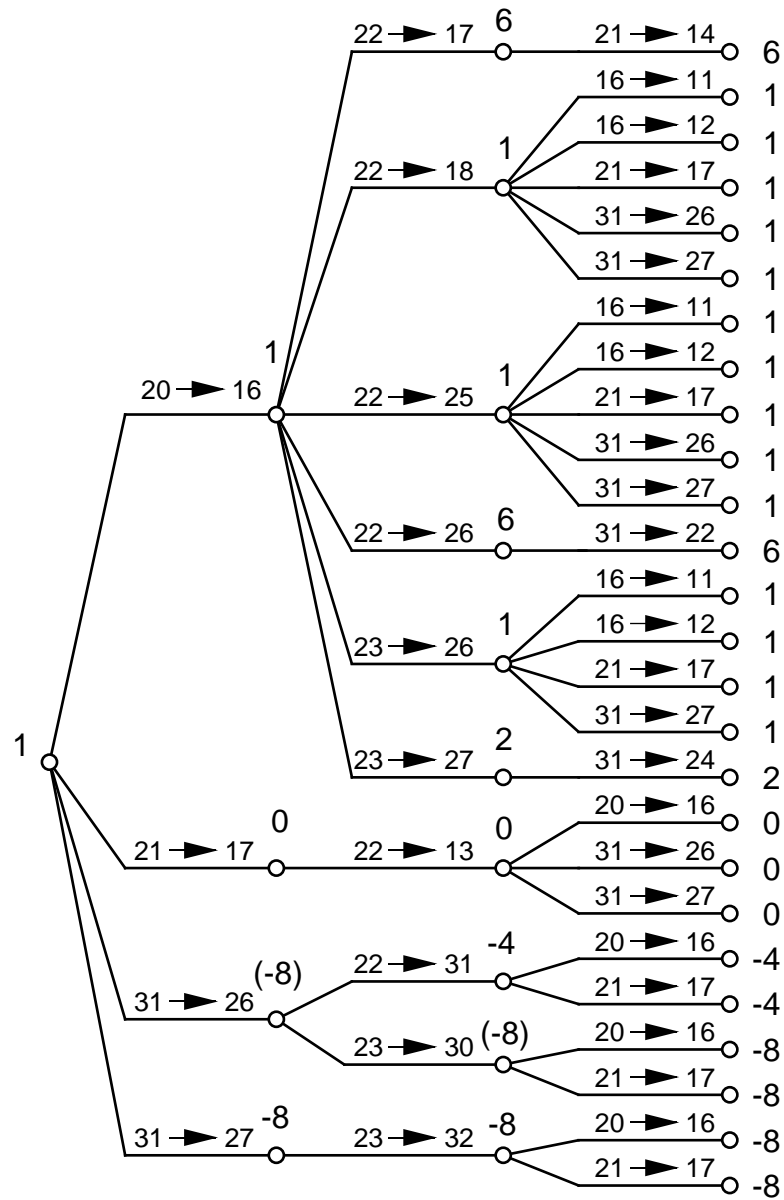 6
22 → 17
21 → 14
6
16 → 11
1
16 → 12
1
1
22 → 18
21 → 17
1
31 → 26
1
31 → 27
1
16 → 11
1
1
20 → 16
16 → 12
1
1
22 → 25
21 → 17
1
31 → 26
1
31 → 27
1
6
22 → 26
31 → 22
6
16 → 11
1
1
23 → 26
16 → 12
1
21 → 17
1
31 → 27
1
1
2
23 → 27
31 → 24
2
0
21 → 17
0
22 → 13
20 → 16
0
31 → 26
0
31 → 27
0
(-8)
31 → 26
-4
22 → 31
20 → 16
-4
21 → 17
-4
(-8)
23 → 30
20 → 16
-8
21 → 17
-8
-8
31 → 27
-8
23 → 32
20 → 16
-8
21 → 17
-8